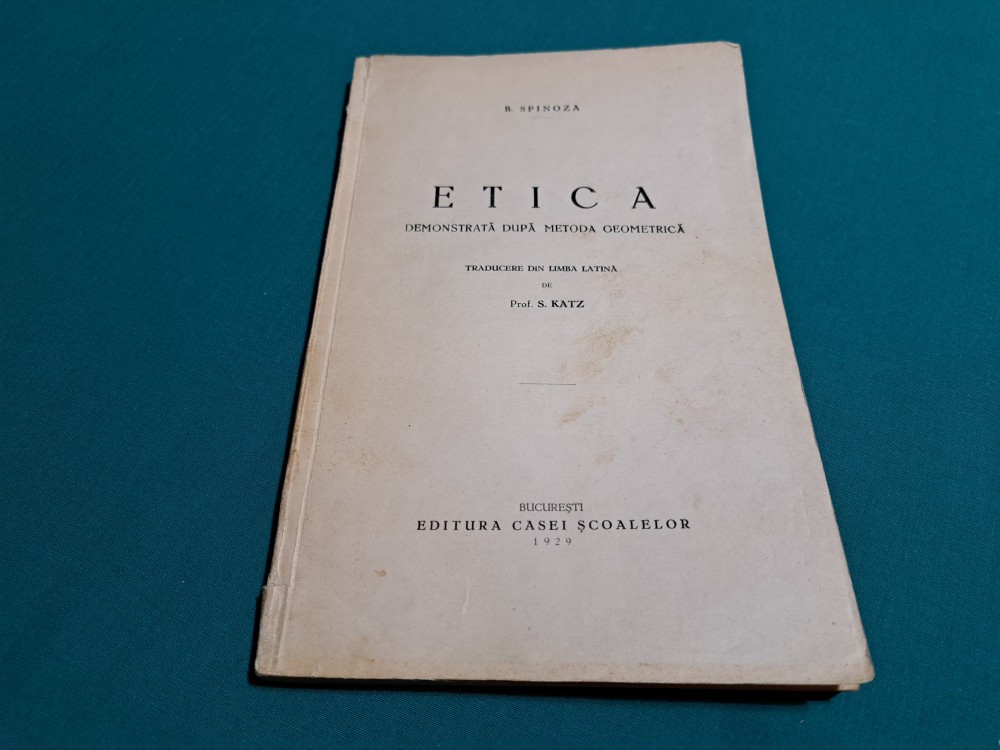 B. SPINOZA
ETICA
DEMONSTRATĂ DUPĂ METODA GEOMETRICĂ
TRADUCERE DIN LIMBA LATINĂ
DE
Prof. S. KATZ
BUCUREȘTI
EDITURA CASEI ȘCOALELOR
1929